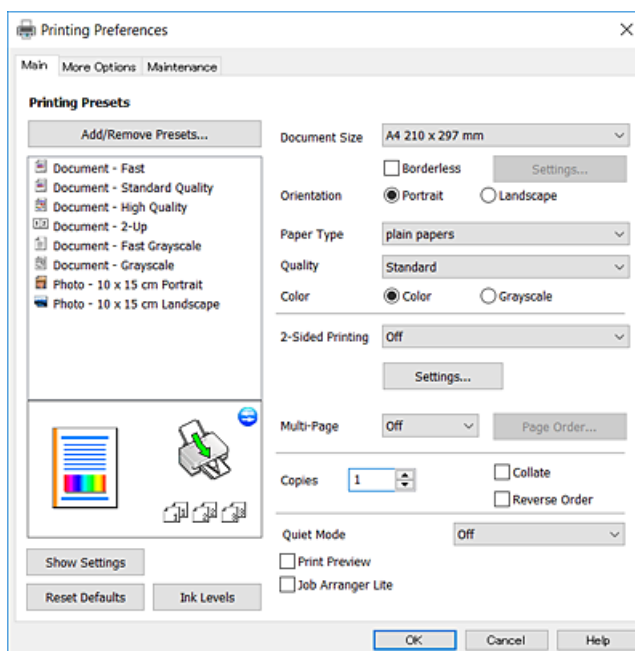 Printing Preferences
Main More Options Maintenance
Printing Presets
Add/Remove Presets...
Document - Fast
Document - Standard Quality
Document - High Quality
Document - 2-Up
Document - Fast Grayscale
Document - Grayscale
Photo - 10 x 15 cm Portrait
Photo - 10 x 15 cm Landscape
Show Settings
Reset Defaults Ink Levels
Document Size A4 210 x 297 mm
Borderless Settings...
Orientation Portrait Landscape
Paper Type plain papers
Quality Standard
Color Color Grayscale
2-Sided Printing Off
Settings...
Multi-Page Off Page Order...
Copies 1 Collate
Reverse Order
Quiet Mode Off
Print Preview
Job Arranger Lite
OK Cancel Help